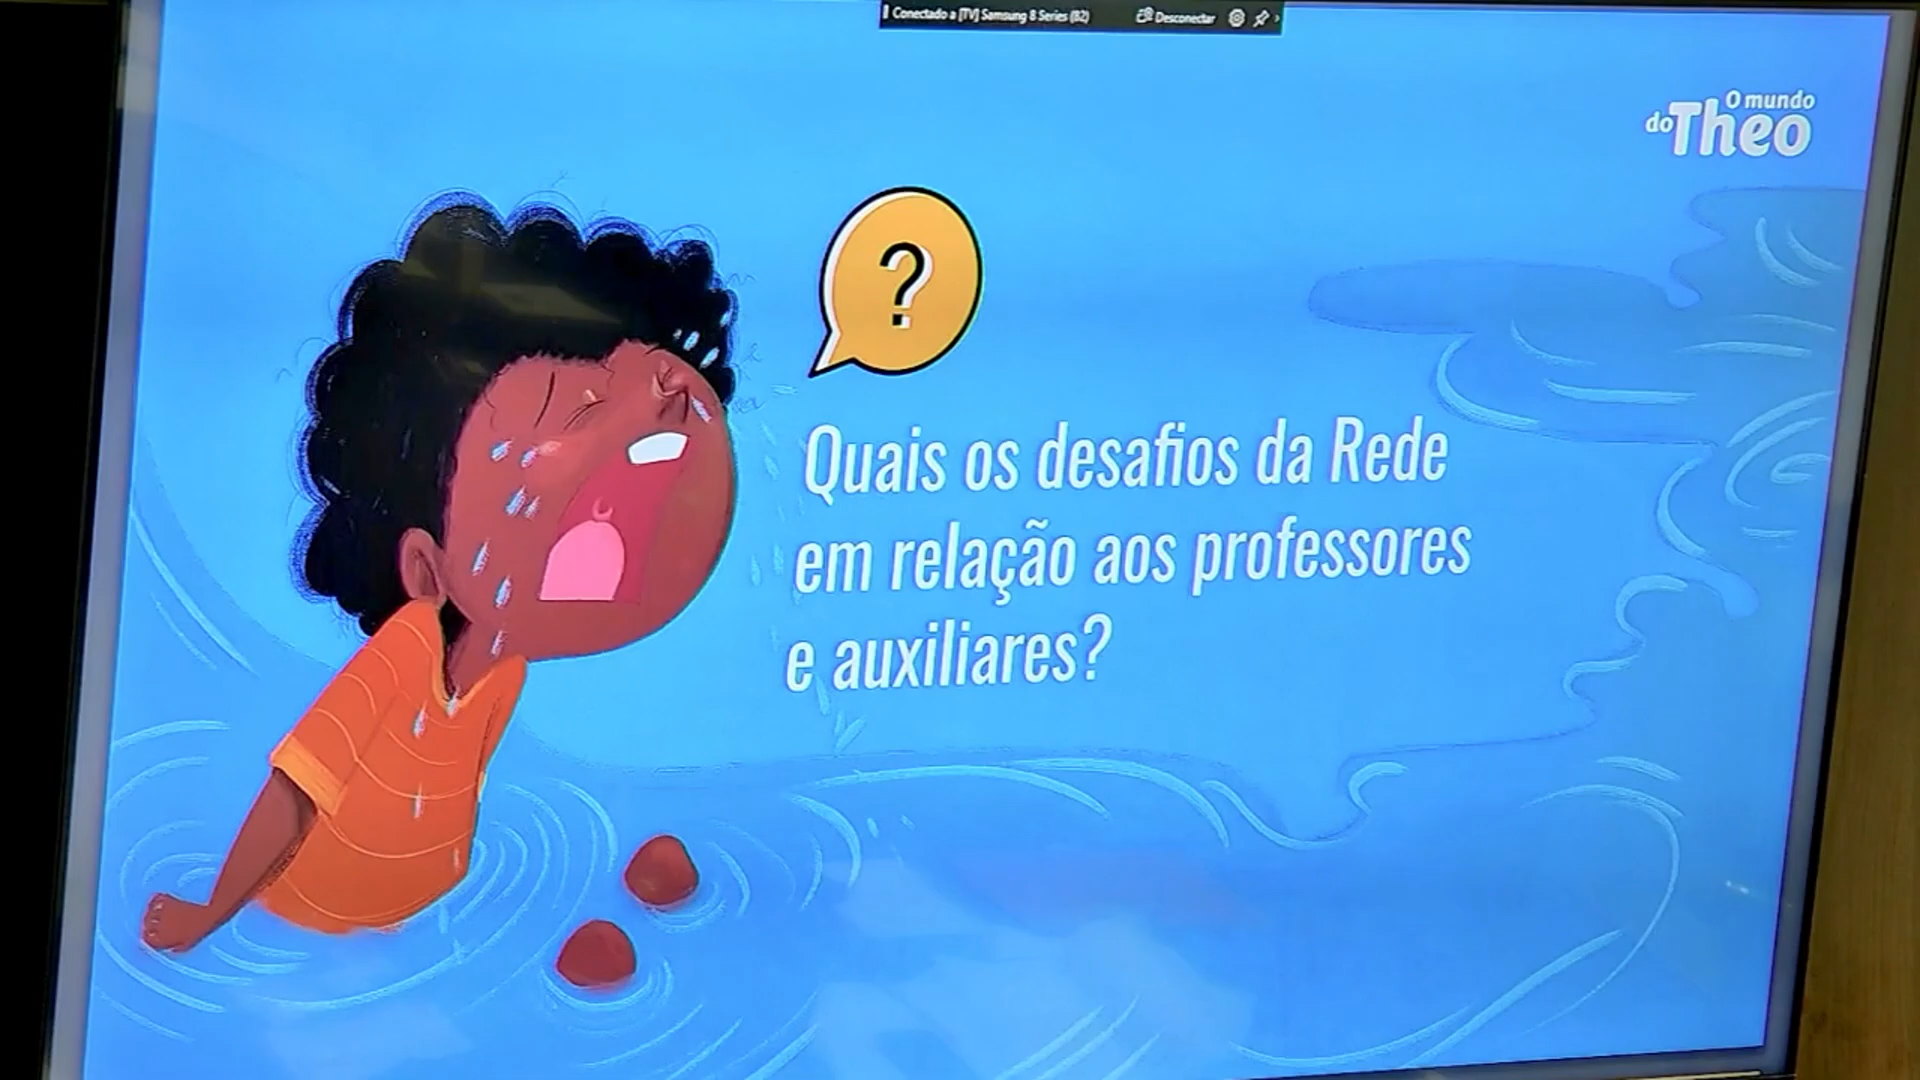 Conectado a [TV] Samsung 8 Series (82)
Desconectar
O mundo
do Theo
?
Quais os desafios da Rede
em relação aos professores
e auxiliares?